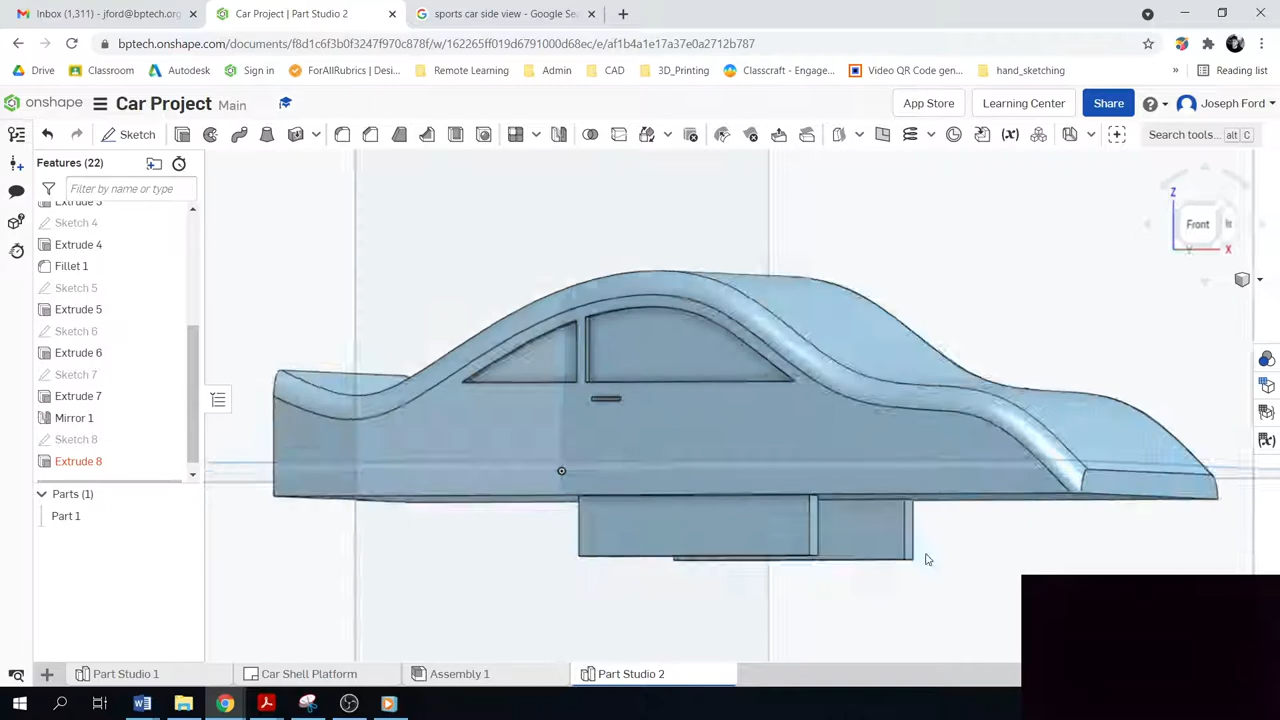 Inbox (1,311) - jford@bptech.org
Car Project | Part Studio 2
sports car side view - Google Sea
bptech.onshape.com/documents/f8d1c6f3b0f3247f970c878f/w/162263ff019d6791000d68ec/e/af1b4a1e17a37e0a2712b787
Drive
Classroom
Autodesk
Sign in
ForAllRubrics | Desi...
Remote Learning
Admin
CAD
3D_Printing
Classcraft - Engage...
Video QR Code gen...
hand_sketching
»
Reading list
onshape
Car Project
Main
App Store
Learning Center
Share
Joseph Ford
Sketch
Search tools...
alt
C
Features (22)
Filter by name or type
Extrude 3
Sketch 4
Extrude 4
Fillet 1
Sketch 5
Extrude 5
Sketch 6
Extrude 6
Sketch 7
Extrude 7
Mirror 1
Sketch 8
Extrude 8
Parts (1)
Part 1
Z
Front
X
Part Studio 1
Car Shell Platform
Assembly 1
Part Studio 2